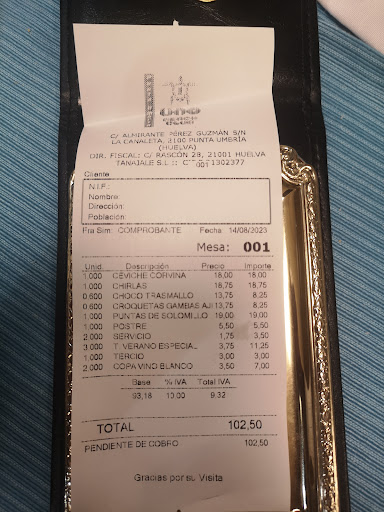 C/ ALMIRANTE PÉREZ GUZMÁN S/N
LA CANALETA, 2100 PUNTA UMBRÍA
(HUELVA)
DIR. FISCAL: C/ RASCÓN 28, 21001 HUELVA
TANAJALE S.L ::
001
Cliente
N.I.F.:
Nombre:
Dirección:
Población:
Fra Sim: COMPROBANTE Fecha 14/08/2023
Mesa: 001
Unid. Descripción Precio Importe
1.000 CEVICHE CORVINA 18,00 18,00
1.000 CHIRLAS 18,75 18,75
0.600 CHOCO TRASMALLO 13,75 8,25
0.600 CROQUETAS GAMBAS AJI 13,75 8,25
1.000 PUNTAS DE SOLOMILLO 19,00 19,00
1.000 POSTRE 5,50 5,50
2.000 SERVICIO 1,75 3,50
3.000 T. VERANO ESPECIAL 3,75 11,25
1.000 TERCIO 3,00 3,00
2.000 COPA VINO BLANCO 3,50 7,00
Base % IVA Total IVA
93,18 10.00 9.32
TOTAL 102,50
PENDIENTE DE COBRO 102,50
Gracias por su Visita